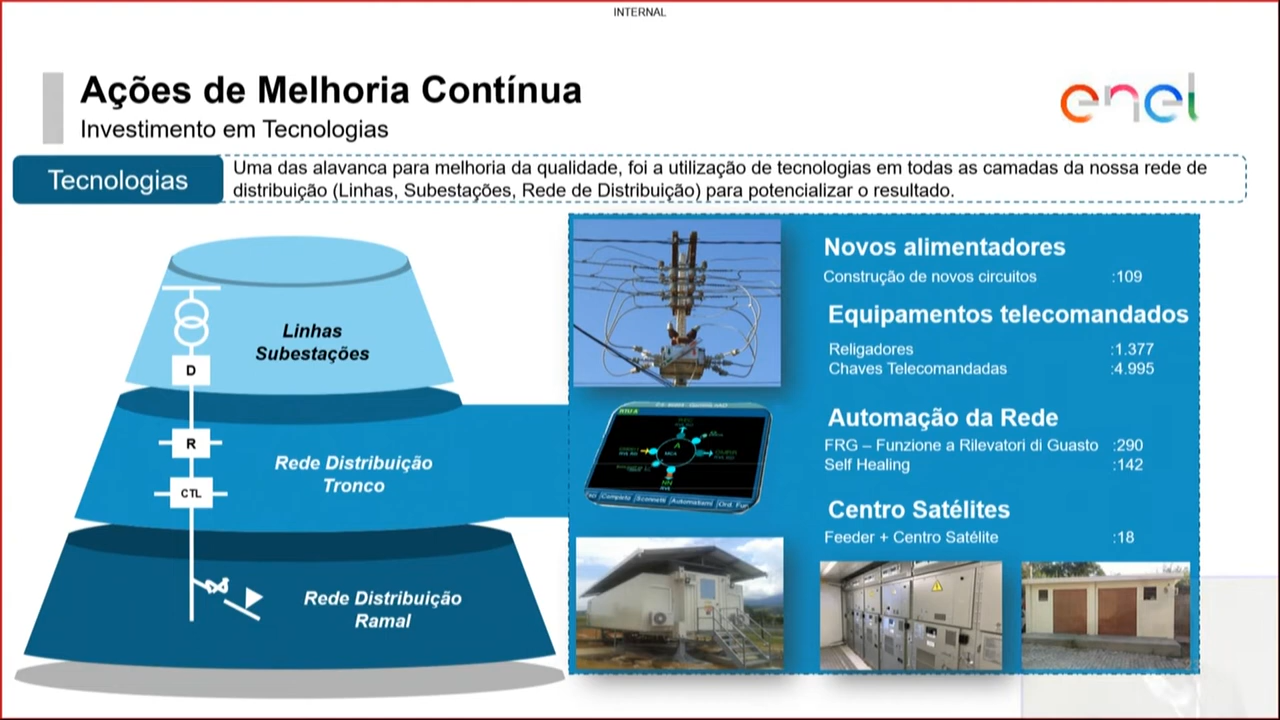 INTERNAL
Ações de Melhoria Contínua
Investimento em Tecnologias
enel
Tecnologias
Uma das alavanca para melhoria da qualidade, foi a utilização de tecnologias em todas as camadas da nossa rede de
distribuição (Linhas, Subestações, Rede de Distribuição) para potencializar o resultado.
Linhas
Subestações
D
R
Rede Distribuição
Tronco
CTL
Rede Distribuição
Ramal
Novos alimentadores
Construção de novos circuitos :109
Equipamentos telecomandados
Religadores :1.377
Chaves Telecomandadas :4.995
Automação da Rede
FRG – Funzione a Rilevatori di Guasto :290
Self Healing :142
Centro Satélites
Feeder + Centro Satélite :18